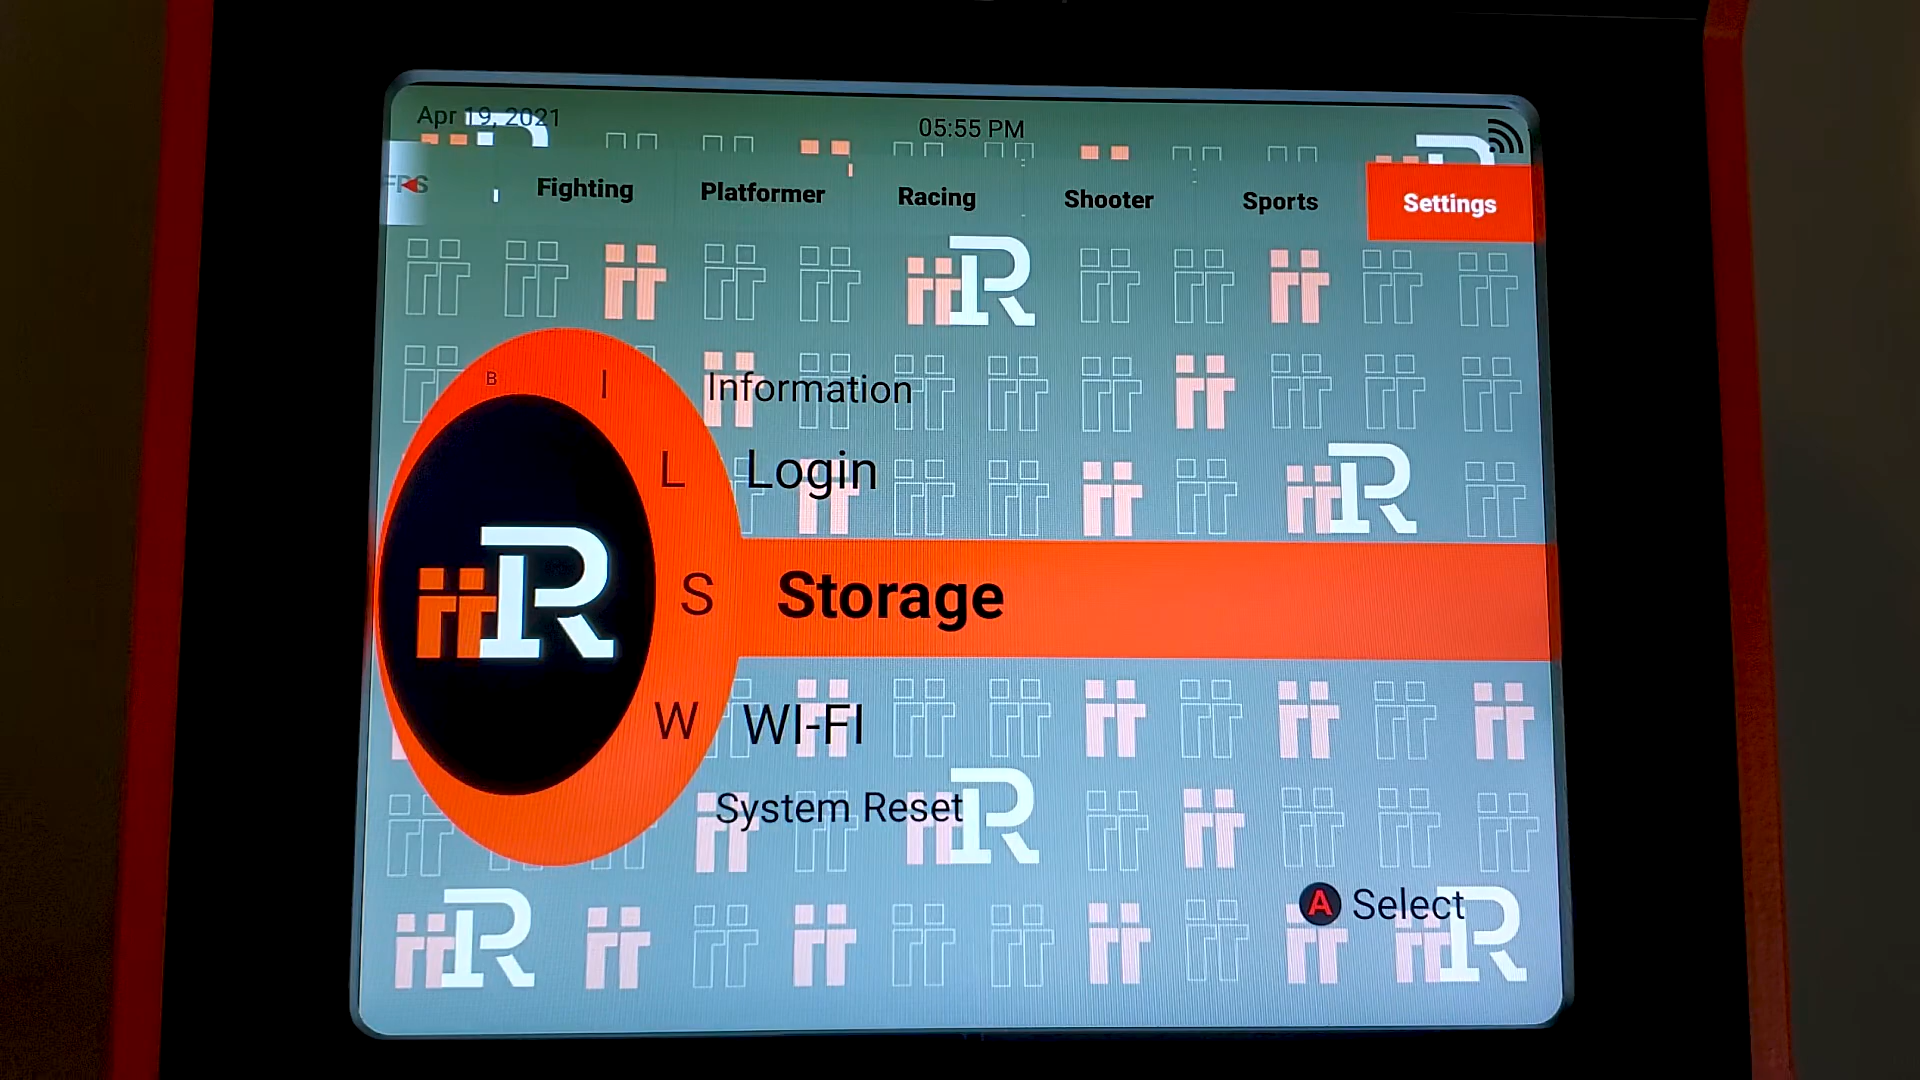 Apr 19, 2021
05:55 PM
FPS Fighting Platformer Racing Shooter Sports Settings
B
I Information
L Login
S Storage
W WI-FI
System Reset
A Select
R